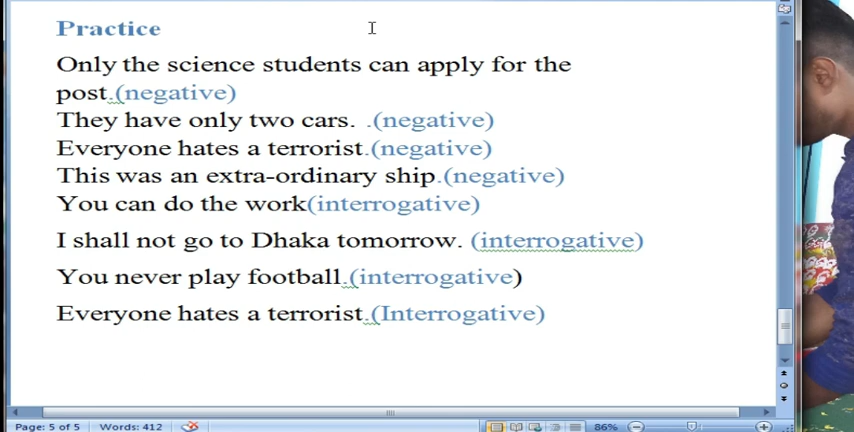 Practice
Only the science students can apply for the
post.(negative)
They have only two cars. .(negative)
Everyone hates a terrorist.(negative)
This was an extra-ordinary ship.(negative)
You can do the work(interrogative)
I shall not go to Dhaka tomorrow. (interrogative)
You never play football.(interrogative)
Everyone hates a terrorist.(Interrogative)
Page: 5 of 5 Words: 412 86%